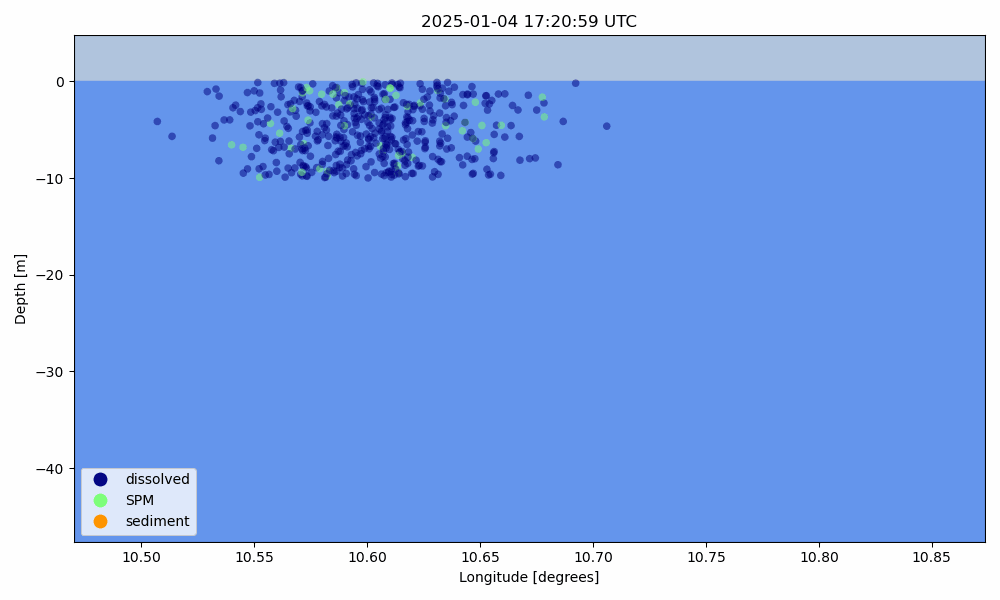 2025-01-04 17:20:59 UTC
0
−10
−20
−30
−40
Depth [m]
dissolved
SPM
sediment
10.50 10.55 10.60 10.65 10.70 10.75 10.80 10.85
Longitude [degrees]